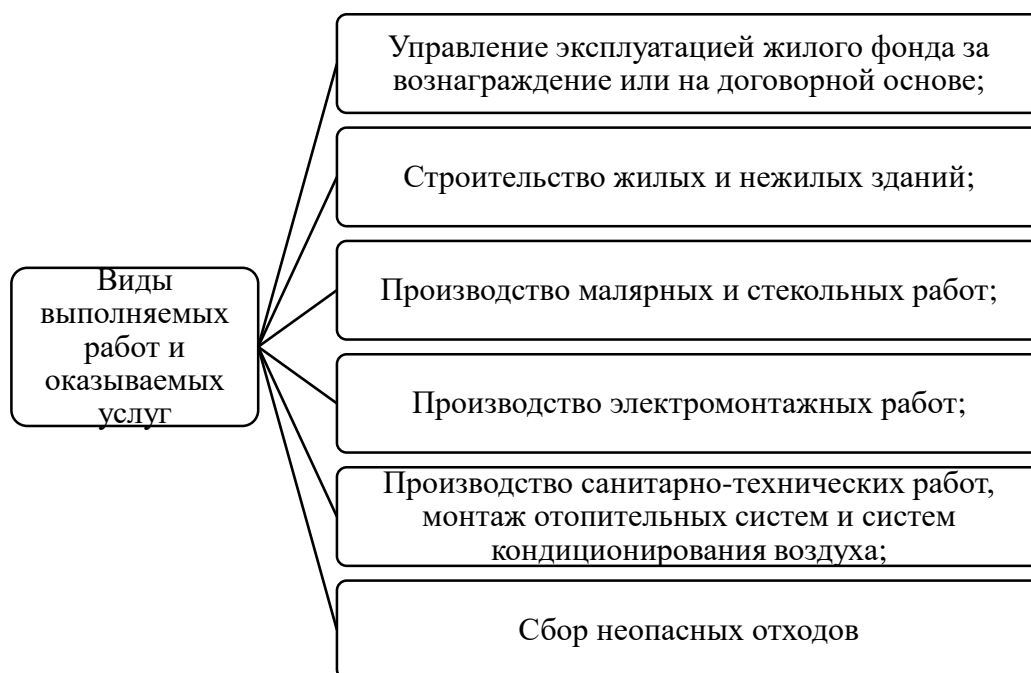 Виды
выполняемых
работ и
оказываемых
услуг
Управление эксплуатацией жилого фонда за
вознаграждение или на договорной основе;
Строительство жилых и нежилых зданий;
Производство малярных и стекольных работ;
Производство электромонтажных работ;
Производство санитарно-технических работ,
монтаж отопительных систем и систем
кондиционирования воздуха;
Сбор неопасных отходов